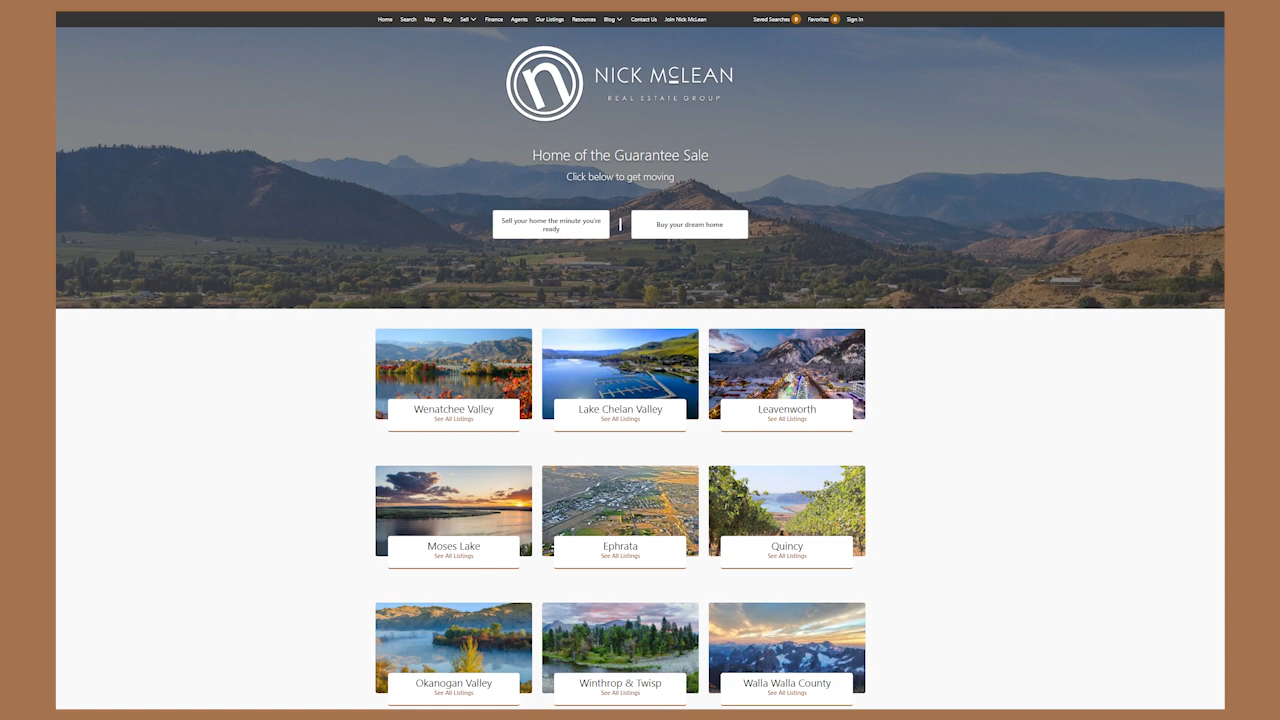 Home Search Map Buy Sell Finance Agents Our Listings Resources Blog Contact Us Join Nick McLean Saved Searches 0 Favorites 0 Sign In
n
NICK McLEAN
REAL ESTATE GROUP
Home of the Guarantee Sale
Click below to get moving
Sell your home the minute you're
ready
Buy your dream home
Wenatchee Valley
See All Listings
Lake Chelan Valley
See All Listings
Leavenworth
See All Listings
Moses Lake
See All Listings
Ephrata
See All Listings
Quincy
See All Listings
Okanogan Valley
See All Listings
Winthrop & Twisp
See All Listings
Walla Walla County
See All Listings